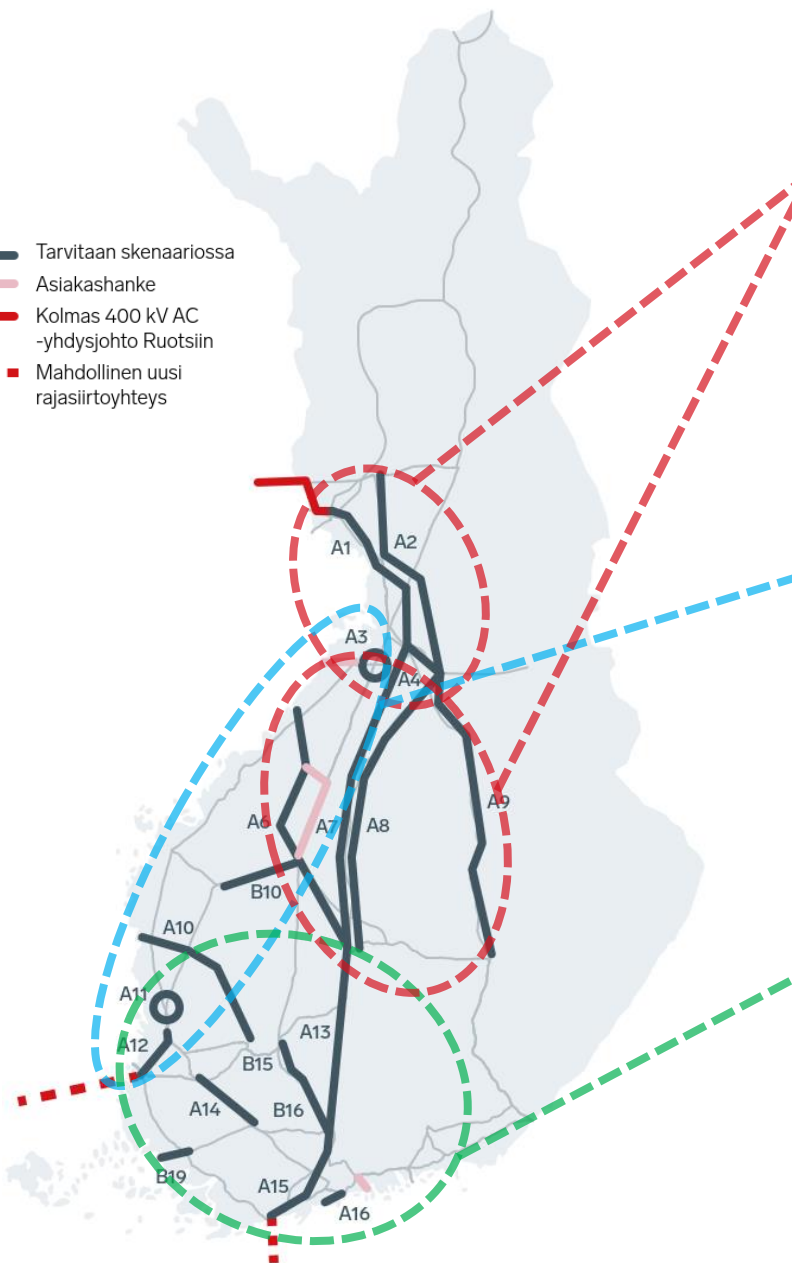 Tarvitaan skenaariossa
Asiakashanke
Kolmas 400 kV AC
-yhdysjohto Ruotsiin
Mahdollinen uusi
rajasiirtoyhteys
A1
A2
A3
A4
A6
A7
A8
A9
B10
A10
A11
A12
A13
B15
A14
B16
B19
A15
A16